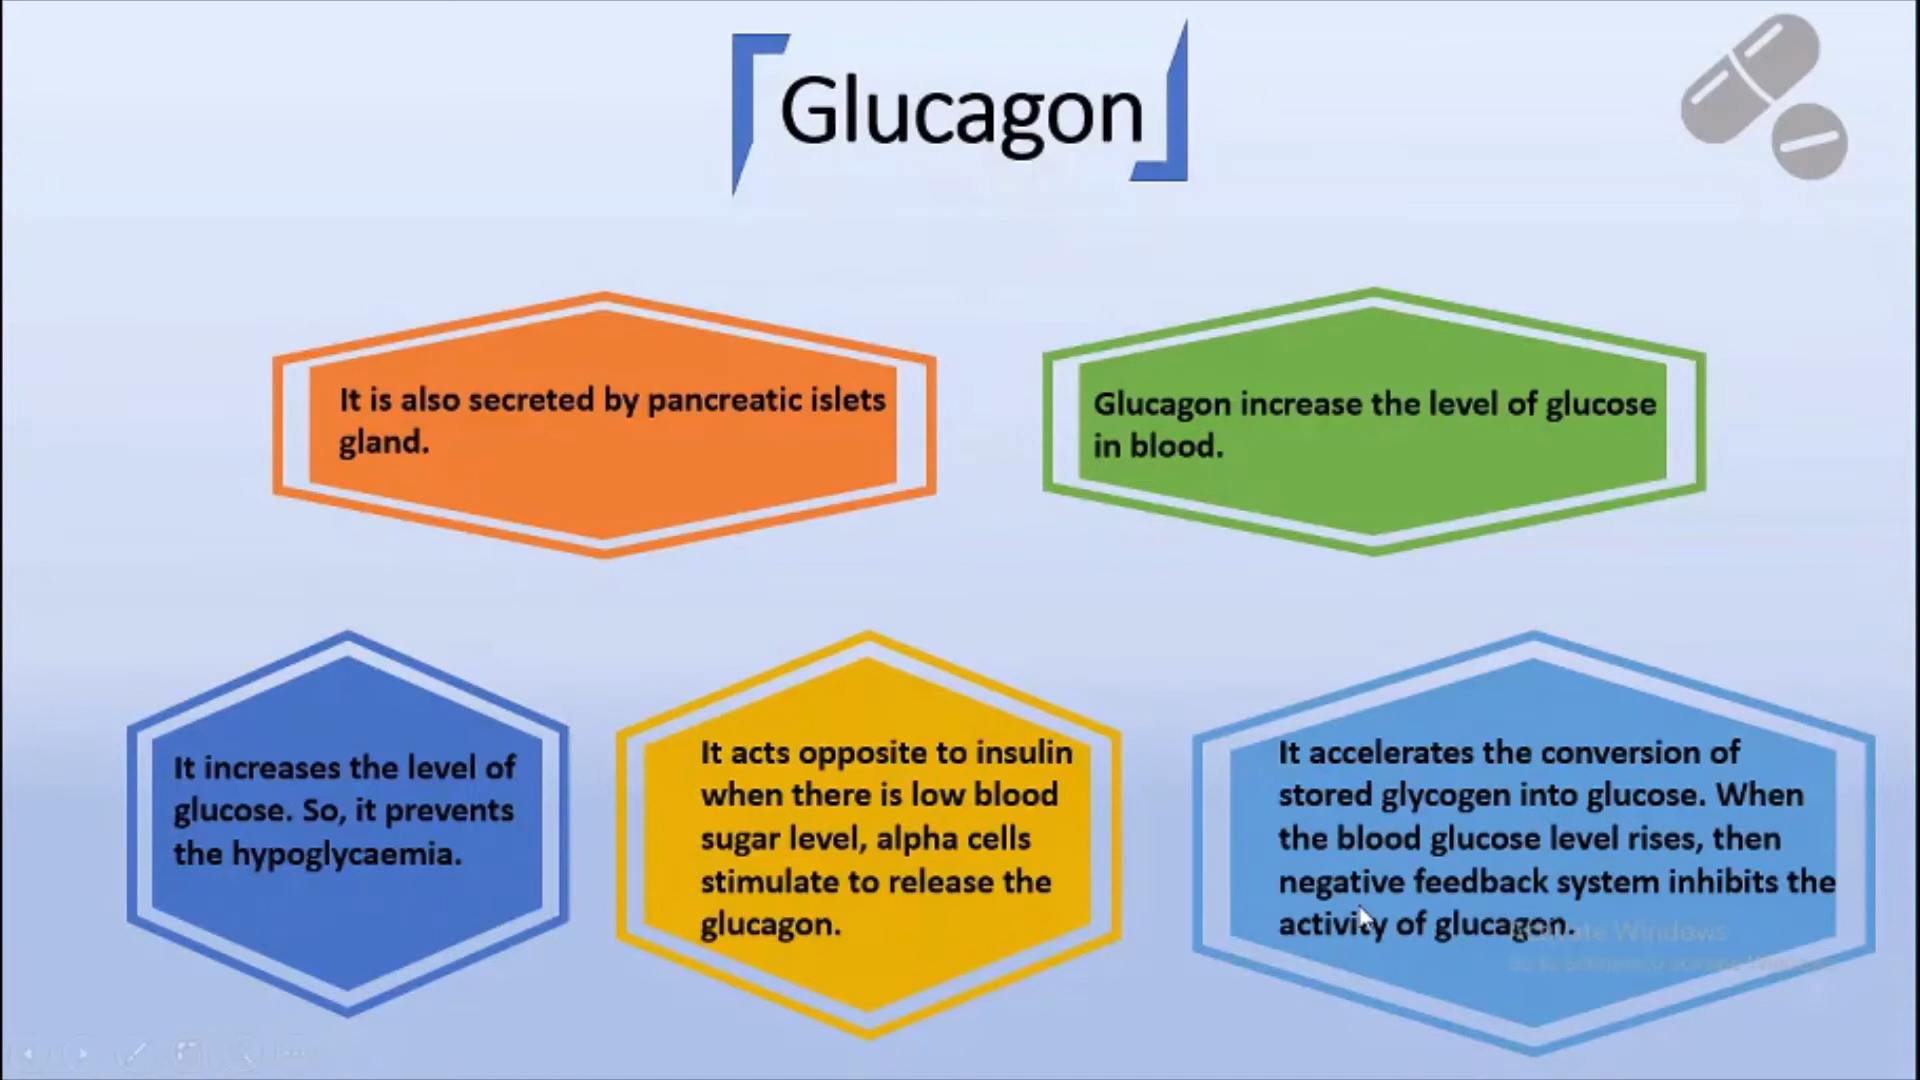 Glucagon
It is also secreted by pancreatic islets
gland.
Glucagon increase the level of glucose
in blood.
It increases the level of
glucose. So, it prevents
the hypoglycaemia.
It acts opposite to insulin
when there is low blood
sugar level, alpha cells
stimulate to release the
glucagon.
It accelerates the conversion of
stored glycogen into glucose. When
the blood glucose level rises, then
negative feedback system inhibits the
activity of glucagon.
Activate Windows